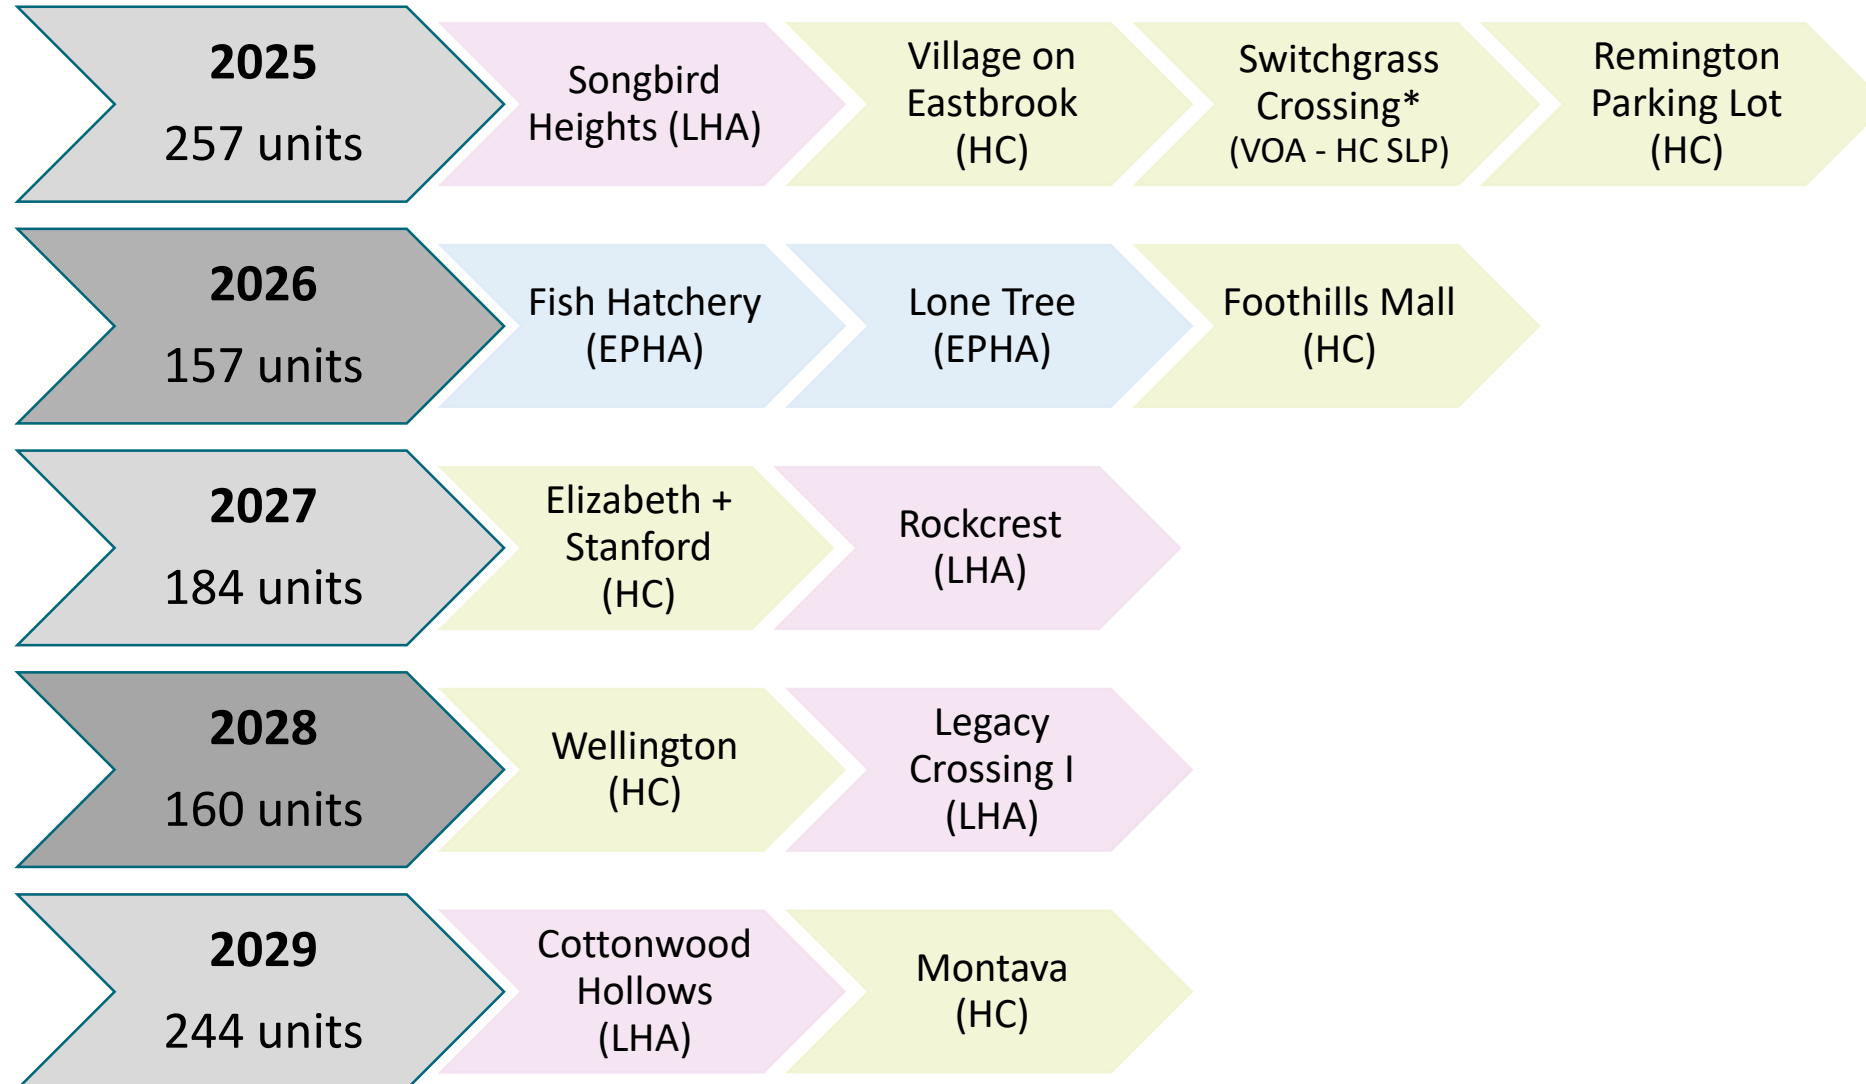 2025
257 units
Songbird
Heights (LHA)
Village on
Eastbrook
(HC)
Switchgrass
Crossing*
(VOA - HC SLP)
Remington
Parking Lot
(HC)
2026
157 units
Fish Hatchery
(EPHA)
Lone Tree
(EPHA)
Foothills Mall
(HC)
2027
184 units
Elizabeth +
Stanford
(HC)
Rockcrest
(LHA)
2028
160 units
Wellington
(HC)
Legacy
Crossing I
(LHA)
2029
244 units
Cottonwood
Hollows
(LHA)
Montava
(HC)